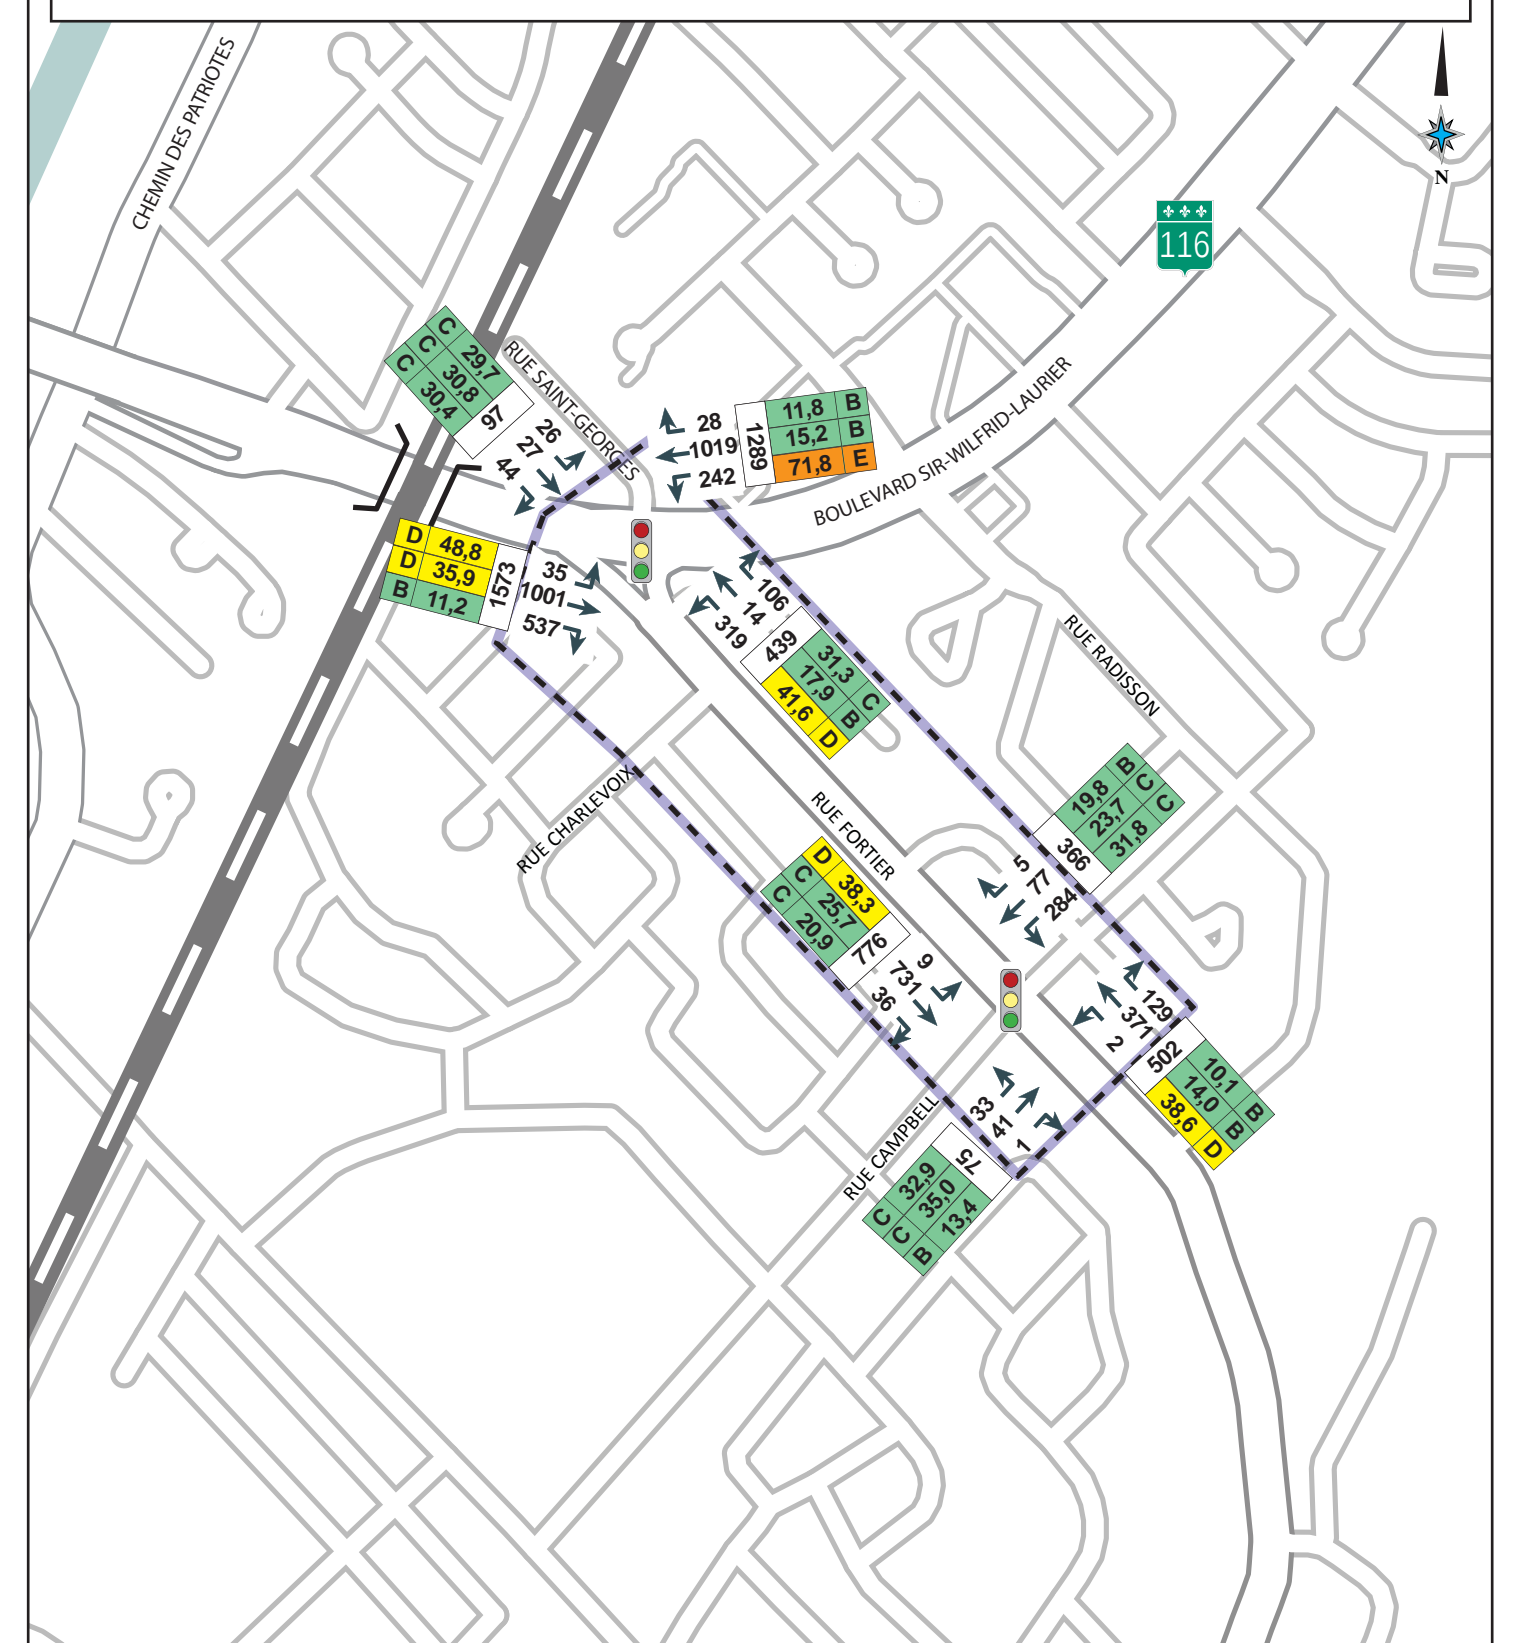 CHEMIN DES PATRIOTES
N
116
C 29,7
C 30,8
C 30,4
97
26
27
44
RUE SAINT-GEORGES
28
1019
242
1289
11,8 B
15,2 B
71,8 E
BOULEVARD SIR-WILFRID-LAURIER
D 48,8
D 35,9
B 11,2
1573
35
1001
537
106
14
319
439
31,3 C
17,9 B
41,6 D
RUE RADISSON
RUE CHARLEVOIX
RUE FORTIER
19,8 B
23,7 C
31,8 C
366
5
77
284
D 38,3
C 25,7
C 20,9
776
9
731
36
129
371
2
502
10,1 B
14,0 B
38,6 D
RUE CAMPBELL
33
41
1
75
C 32,9
C 35,0
B 13,4